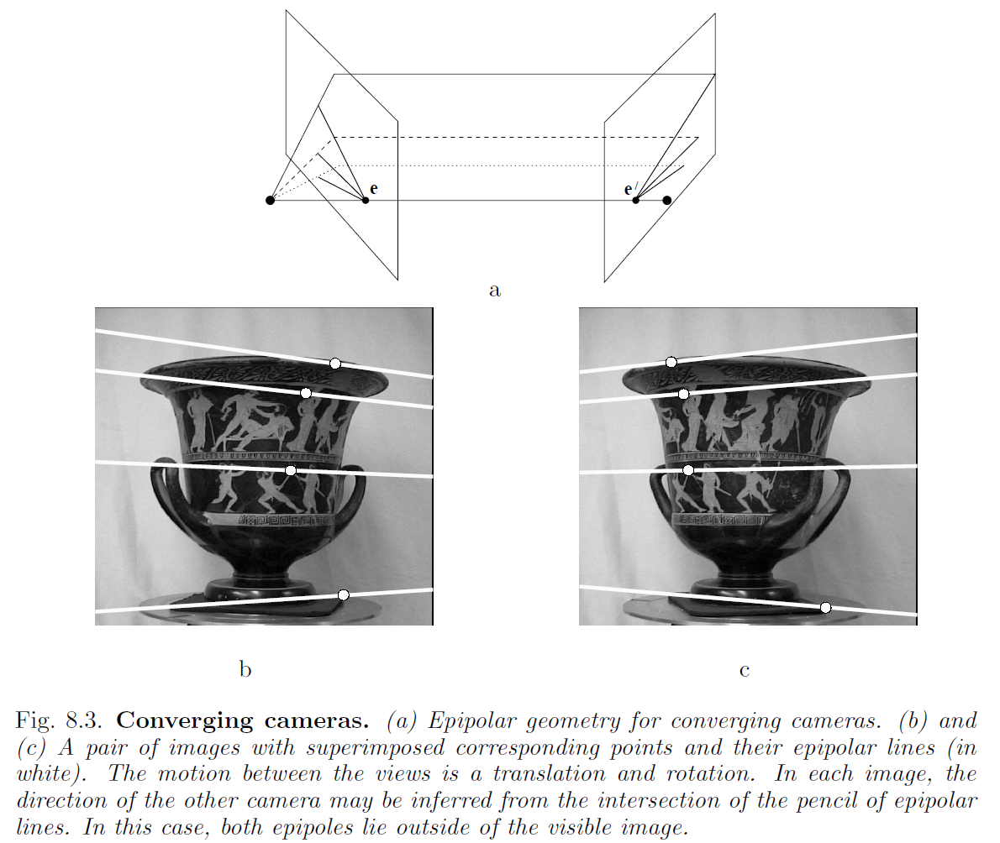 e
e /
a
b
c
Fig. 8.3. Converging cameras. (a) Epipolar geometry for converging cameras. (b) and
(c) A pair of images with superimposed corresponding points and their epipolar lines (in
white). The motion between the views is a translation and rotation. In each image, the
direction of the other camera may be inferred from the intersection of the pencil of epipolar
lines. In this case, both epipoles lie outside of the visible image.